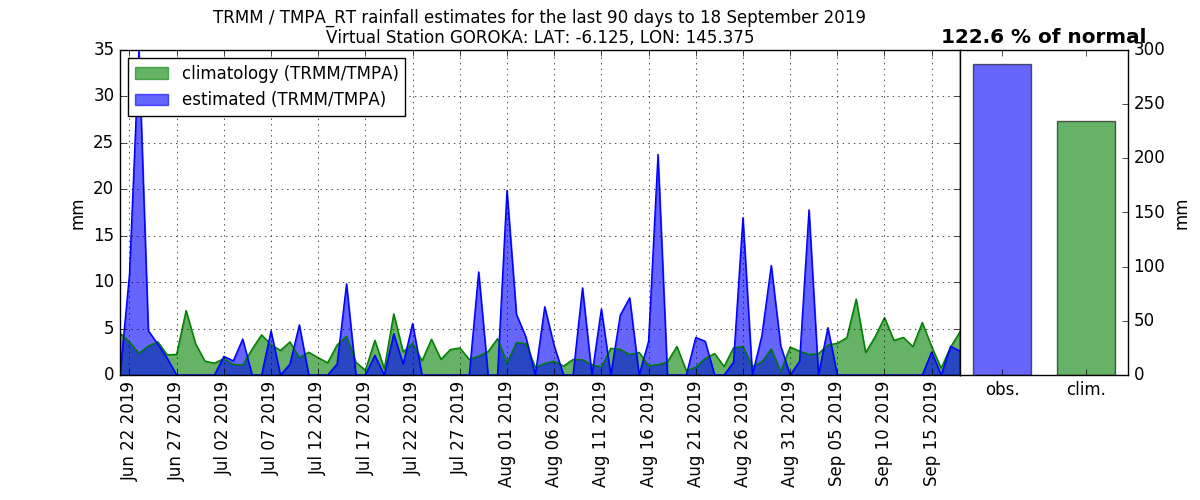 TRMM / TMPA_RT rainfall estimates for the last 90 days to 18 September 2019
Virtual Station GOROKA: LAT: -6.125, LON: 145.375
122.6 % of normal
climatology (TRMM/TMPA)
estimated (TRMM/TMPA)
35
30
25
20
15
10
5
0
mm
Jun 22 2019
Jun 27 2019
Jul 02 2019
Jul 07 2019
Jul 12 2019
Jul 17 2019
Jul 22 2019
Jul 27 2019
Aug 01 2019
Aug 06 2019
Aug 11 2019
Aug 16 2019
Aug 21 2019
Aug 26 2019
Aug 31 2019
Sep 05 2019
Sep 10 2019
Sep 15 2019
obs.
clim.
300
250
200
150
100
50
0
mm